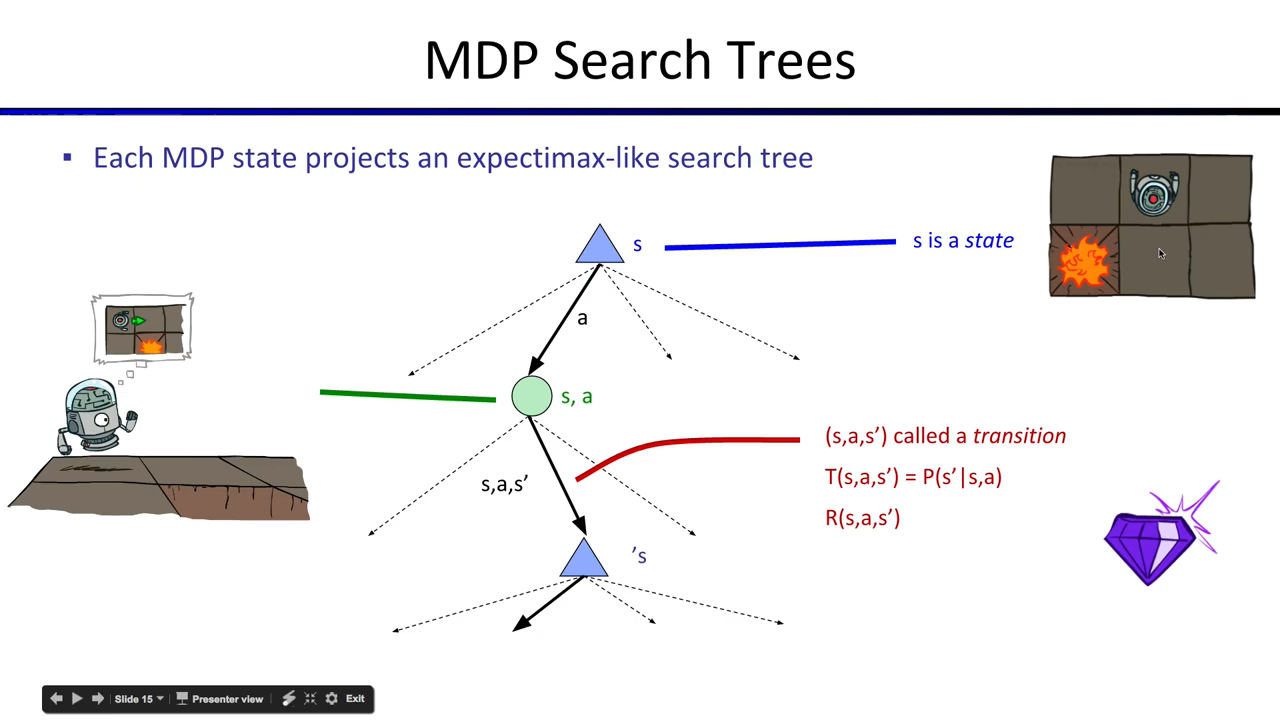 MDP Search Trees
▪ Each MDP state projects an expectimax-like search tree
s
s is a state
a
s, a
(s,a,s’) called a transition
T(s,a,s’) = P(s’|s,a)
s,a,s’
R(s,a,s’)
’s
Slide 15
Presenter view
Exit